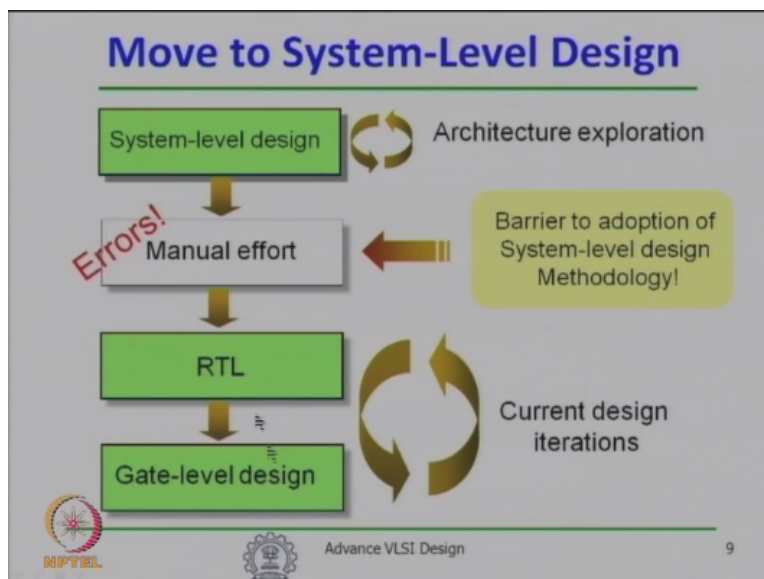 Move to System-Level Design
System-level design
Architecture exploration
Errors!
Manual effort
Barrier to adoption of
System-level design
Methodology!
RTL
Gate-level design
Current design
iterations
NPTEL
Advance VLSI Design
9